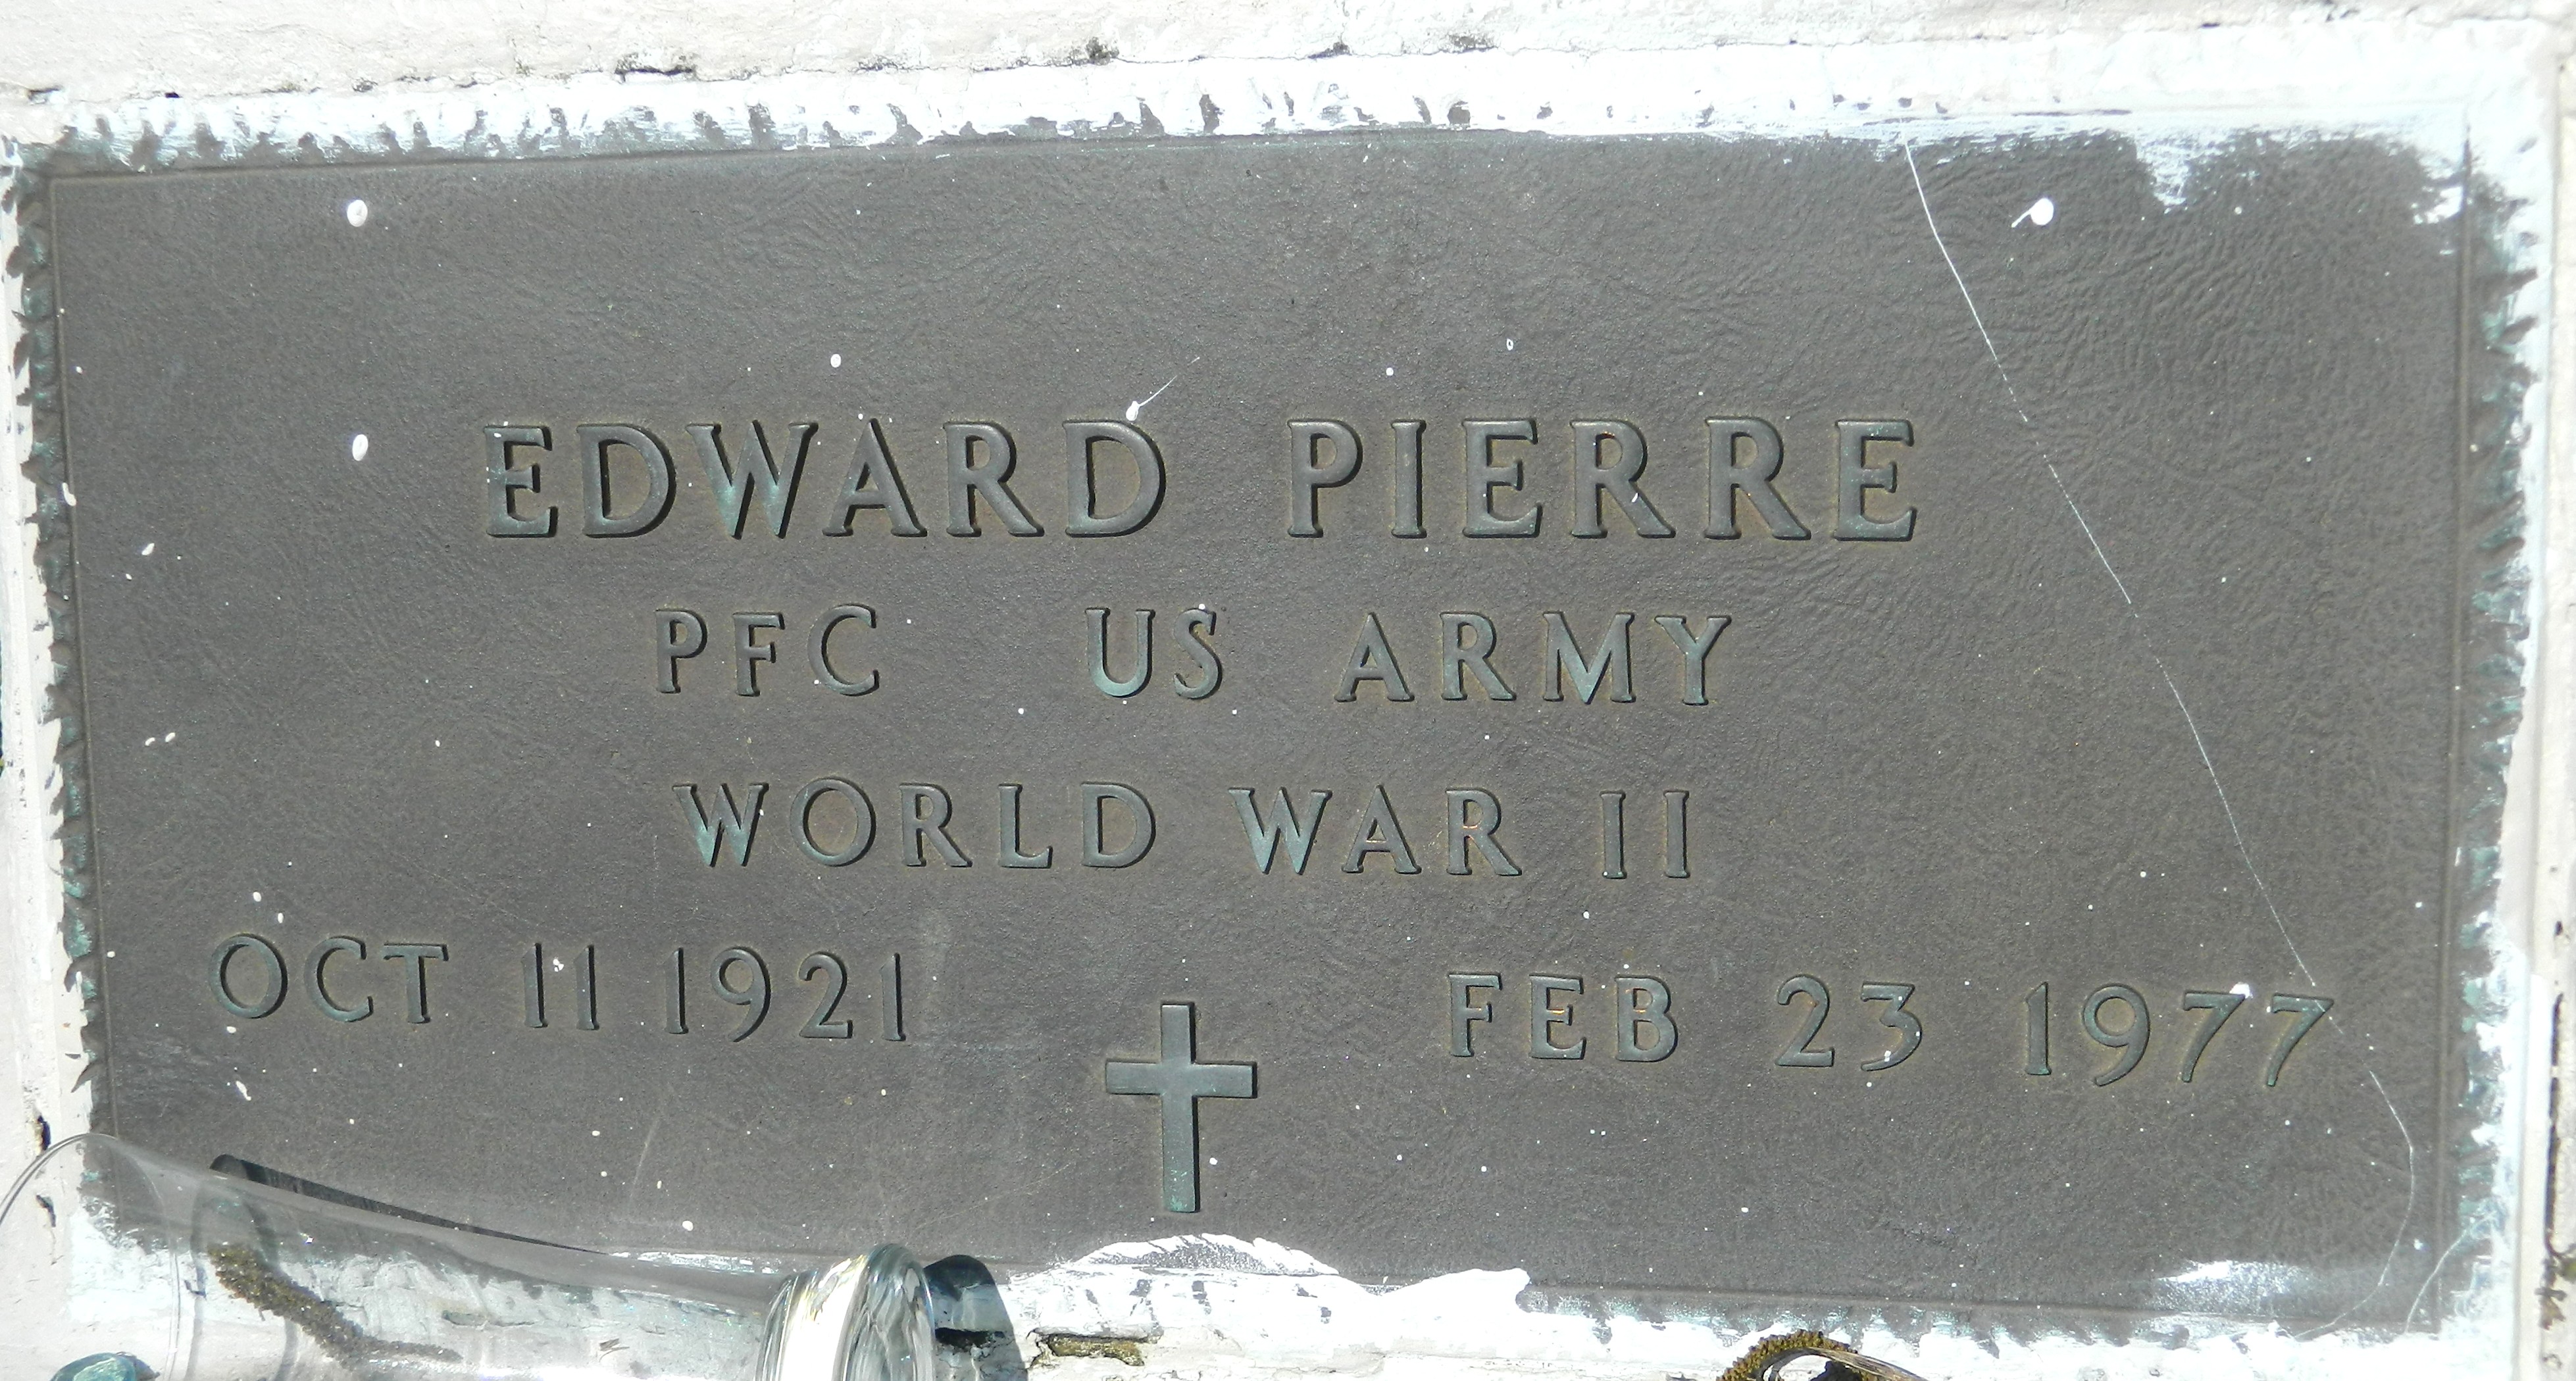 EDWARD PIERRE
PFC US ARMY
WORLD WAR II
OCT 11 1921 FEB 23 1977